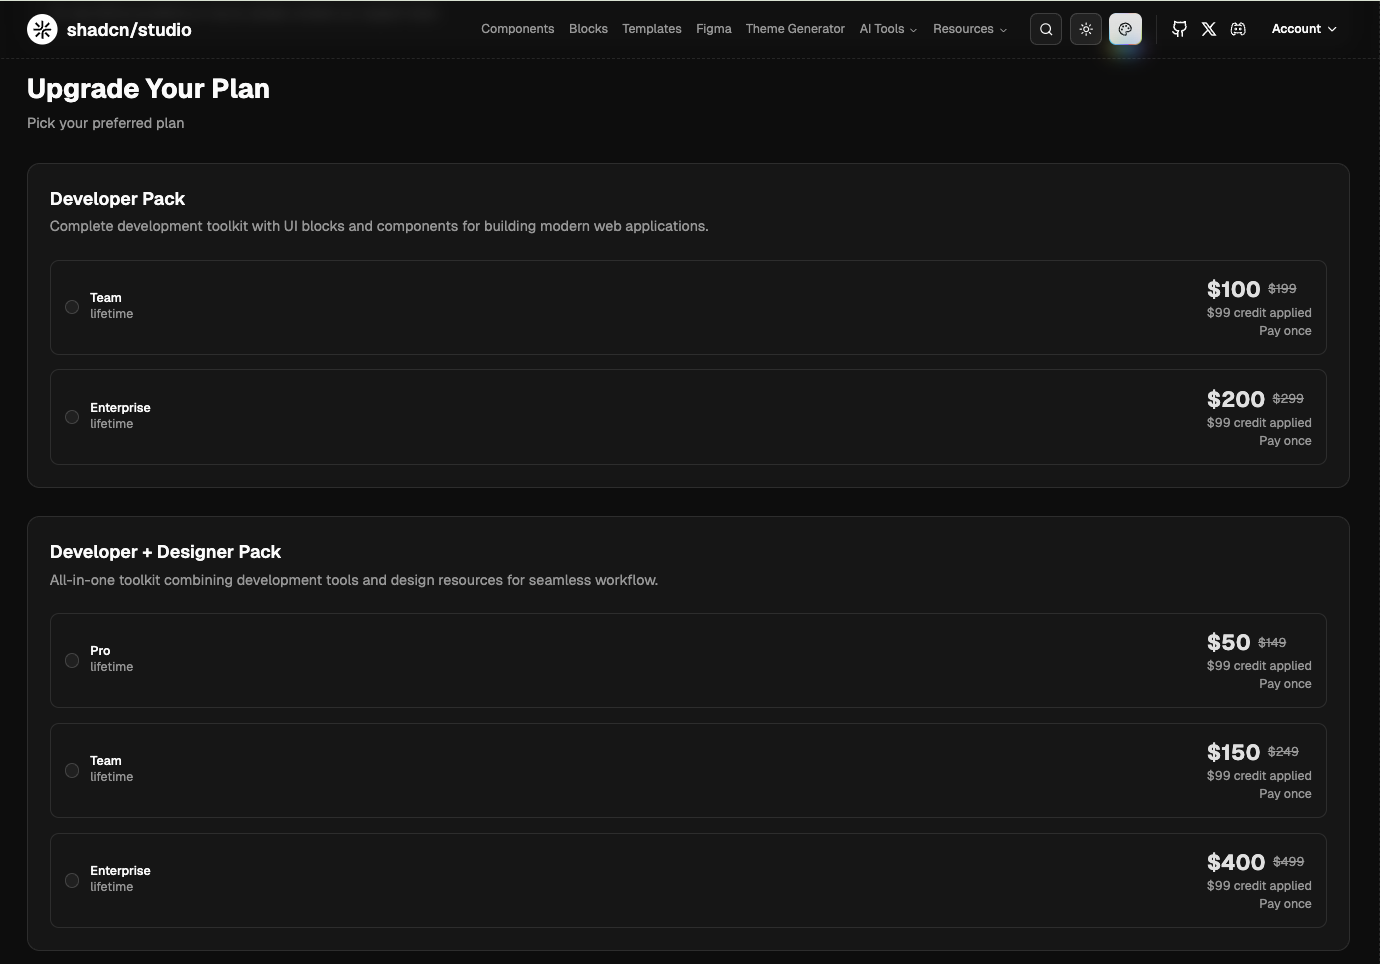 shadcn/studio
Components Blocks Templates Figma Theme Generator AI Tools Resources Account
Upgrade Your Plan
Pick your preferred plan
Developer Pack
Complete development toolkit with UI blocks and components for building modern web applications.
Team
lifetime
$100 $199
$99 credit applied
Pay once
Enterprise
lifetime
$200 $299
$99 credit applied
Pay once
Developer + Designer Pack
All-in-one toolkit combining development tools and design resources for seamless workflow.
Pro
lifetime
$50 $149
$99 credit applied
Pay once
Team
lifetime
$150 $249
$99 credit applied
Pay once
Enterprise
lifetime
$400 $499
$99 credit applied
Pay once